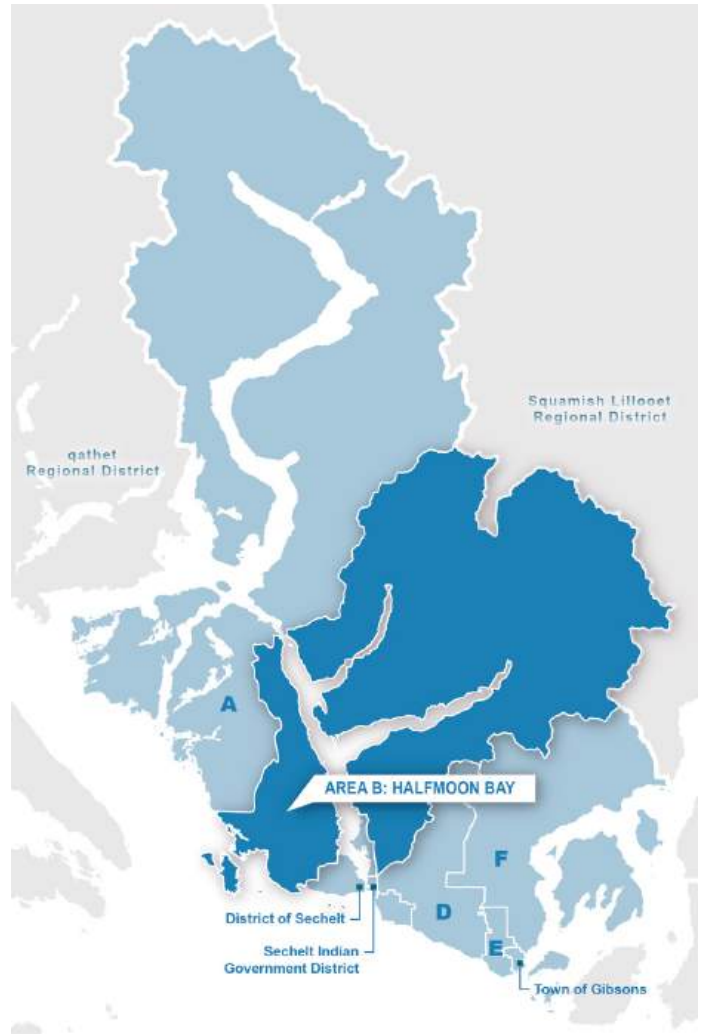 Squamish Lillooet
Regional District
qathet
Regional District
A
AREA B: HALFMOON BAY
F
D
District of Sechelt
E
Sechelt Indian
Government District
Town of Gibsons